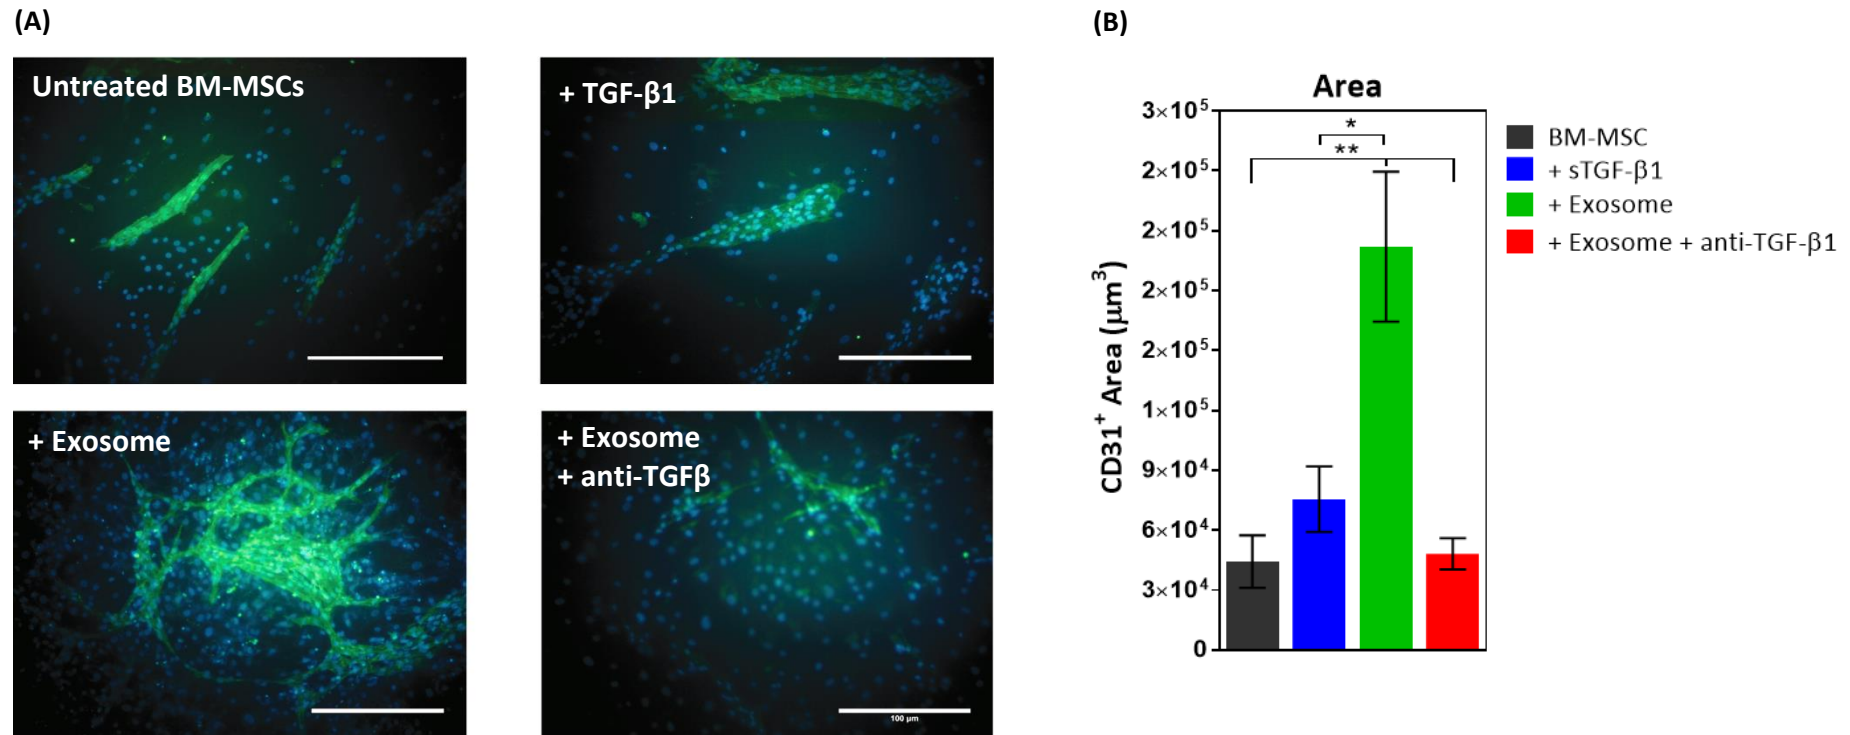 (A)
Untreated BM-MSCs
+ TGF-β1
+ Exosome
+ Exosome
+ anti-TGFβ
100 µm
(B)
Area
CD31⁺ Area (µm³)
3×10⁵
2×10⁵
2×10⁵
2×10⁵
2×10⁵
1×10⁵
9×10⁴
6×10⁴
3×10⁴
0
*
**
BM-MSC
+ sTGF-β1
+ Exosome
+ Exosome + anti-TGF-β1